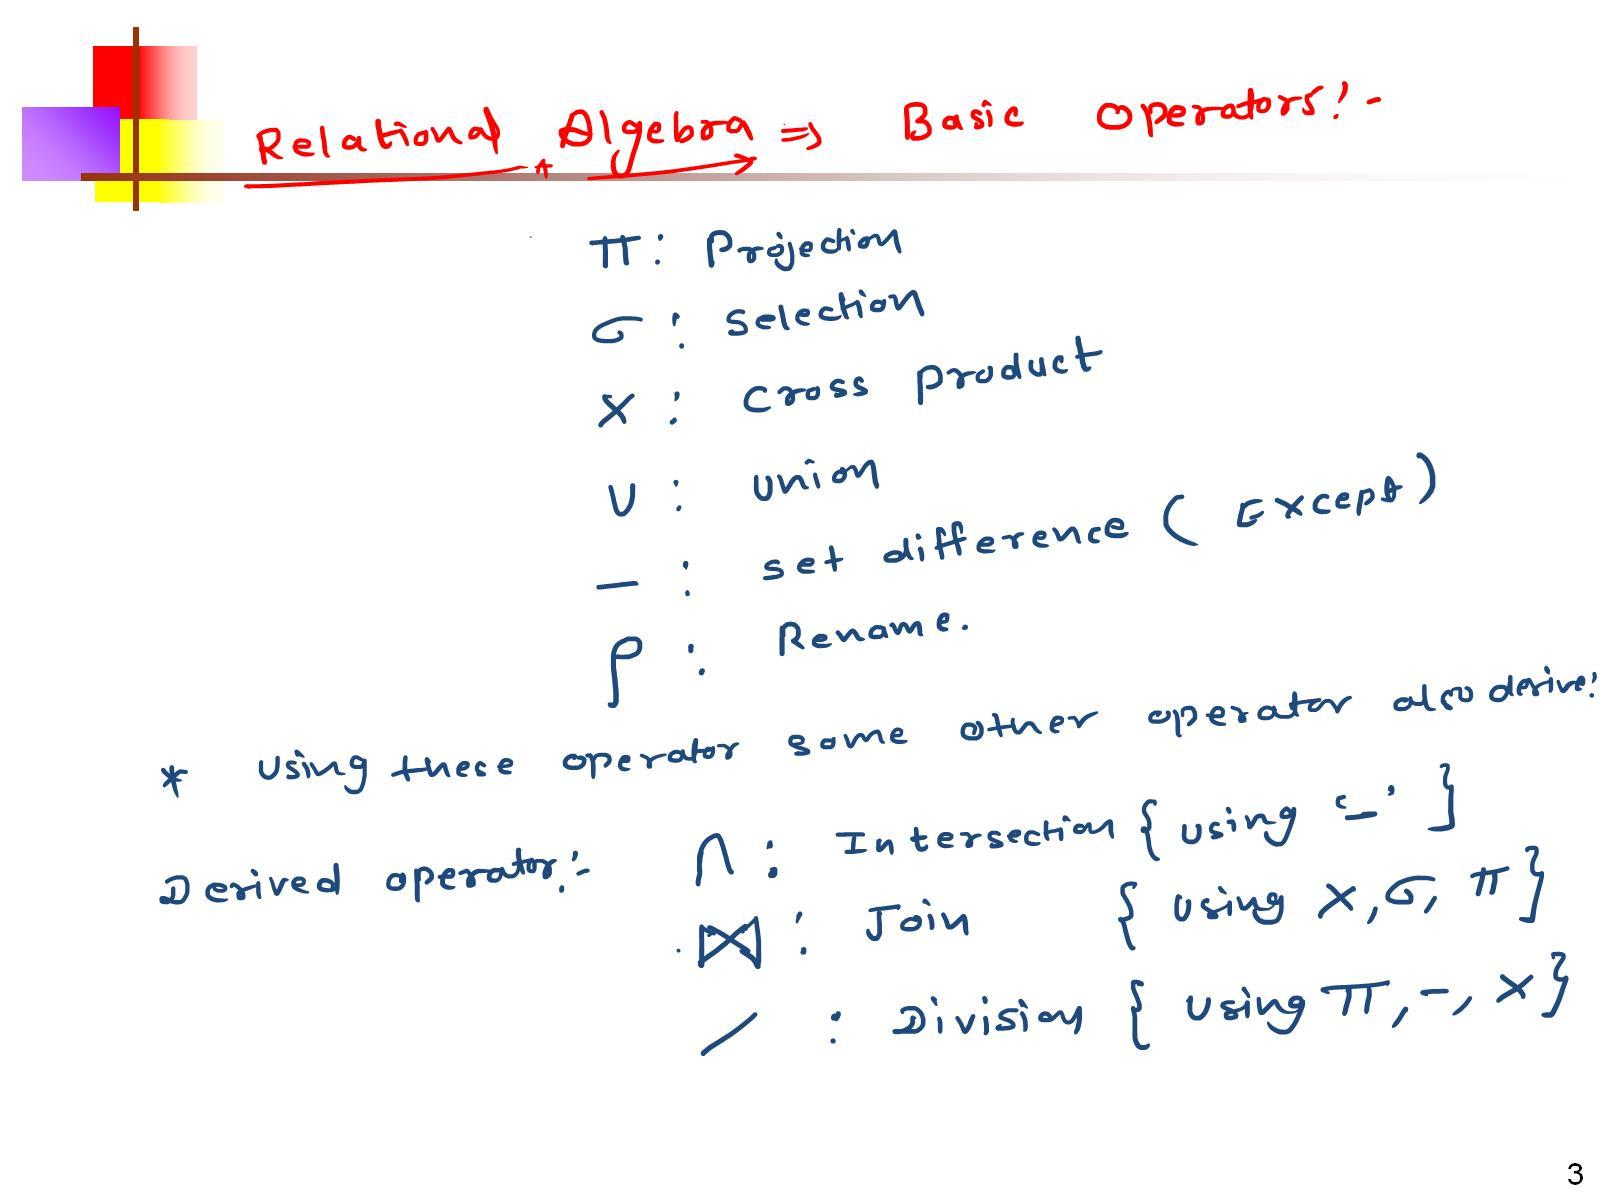 Relational Algebra ⇒ Basic Operators:-
π : Projection
σ : Selection
X : Cross Product
U : Union
— : set difference ( Except )
ρ : Rename.
* Using these operator some other operator also derive:
Derived operator:- ∩ : Intersection { using '-' }
⋈ : Join { using X, σ, π }
/ : Division { using π, -, X }
3